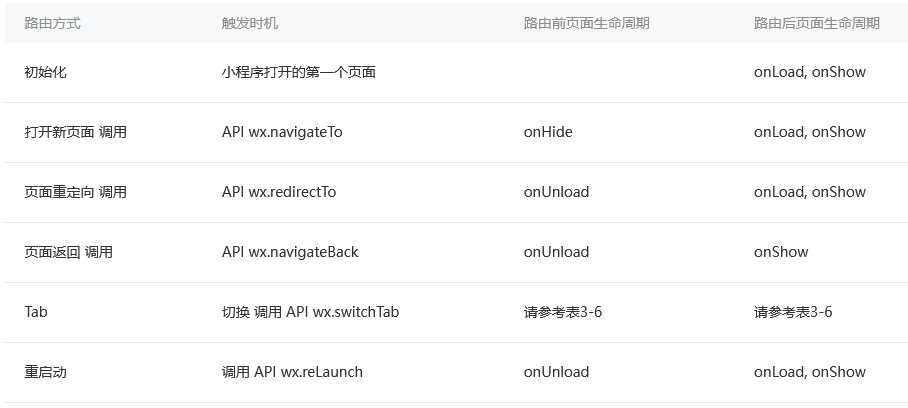 路由方式 触发时机 路由前页面生命周期 路由后页面生命周期
初始化 小程序打开的第一个页面 onLoad, onShow
打开新页面 调用 API wx.navigateTo onHide onLoad, onShow
页面重定向 调用 API wx.redirectTo onUnload onLoad, onShow
页面返回 调用 API wx.navigateBack onUnload onShow
Tab 切换 调用 API wx.switchTab 请参考表3-6 请参考表3-6
重启动 调用 API wx.reLaunch onUnload onLoad, onShow